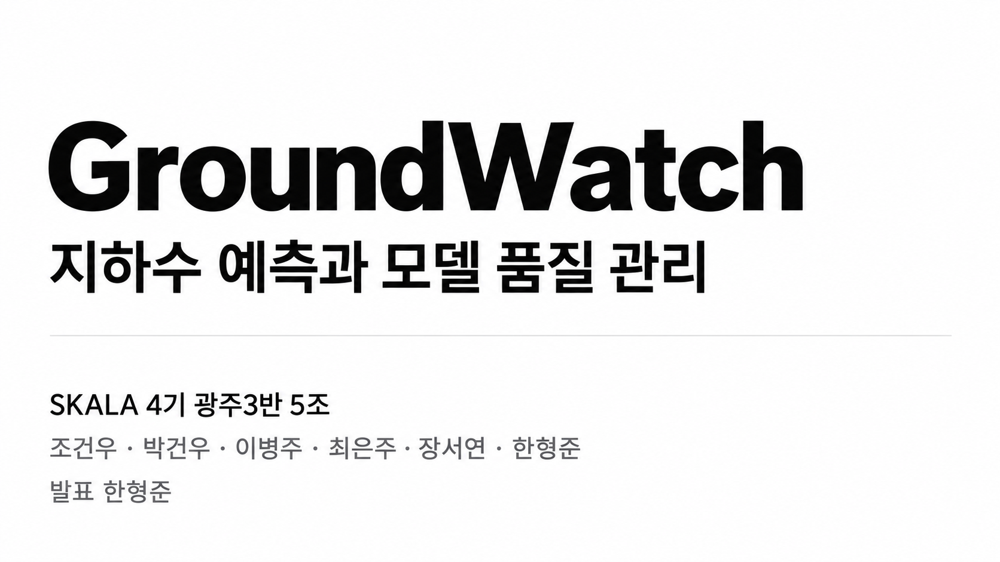 GroundWatch
지하수 예측과 모델 품질 관리
SKALA 4기 광주3반 5조
조건우 · 박건우 · 이병주 · 최은주 · 장서연 · 한형준
발표 한형준